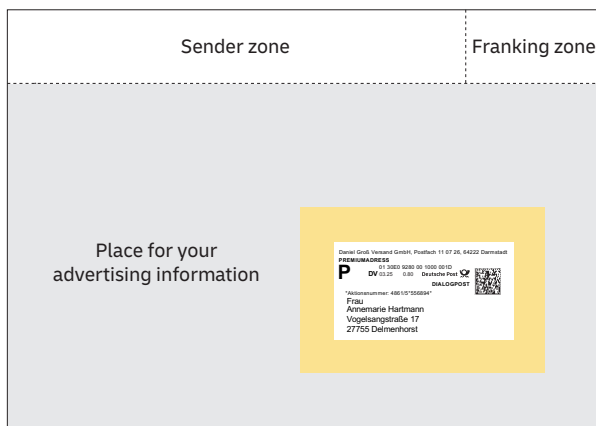 Sender zone
Franking zone
Place for your
advertising information
Daniel Groß Versand GmbH, Postfach 11 07 26, 64222 Darmstadt
PREMIUMADRESS
P
01 30E0 9280 00 1000 001D
DV 03.25 0.80 Deutsche Post
DIALOGPOST
*Aktionsnummer: 4861/5*556894*
Frau
Annemarie Hartmann
Vogelsangstraße 17
27755 Delmenhorst